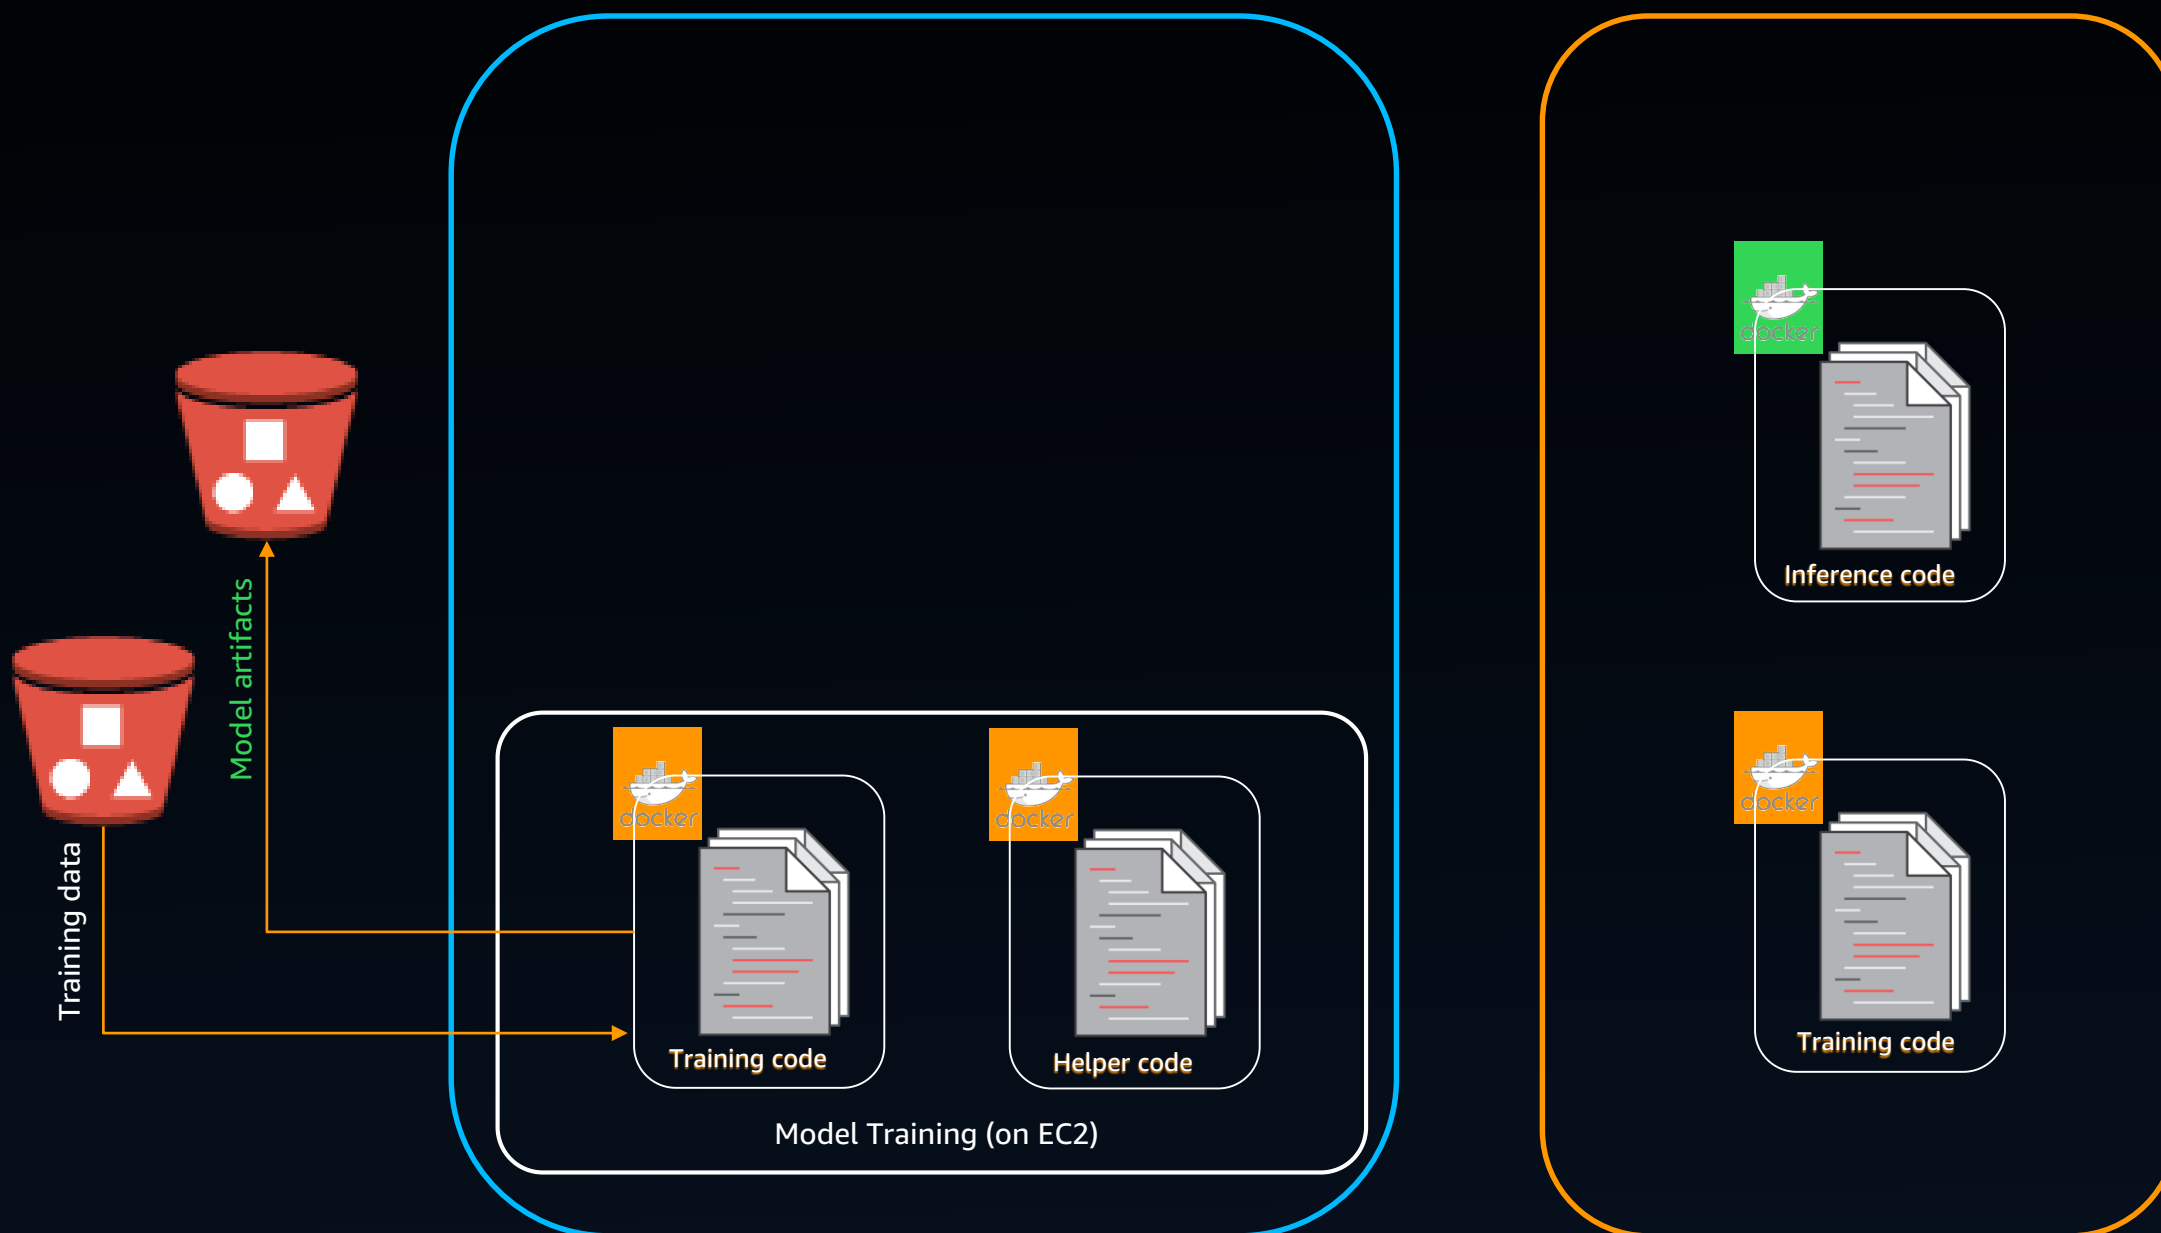 docker
Inference code
Model artifacts
Training data
docker
Training code
docker
Helper code
docker
Training code
Model Training (on EC2)